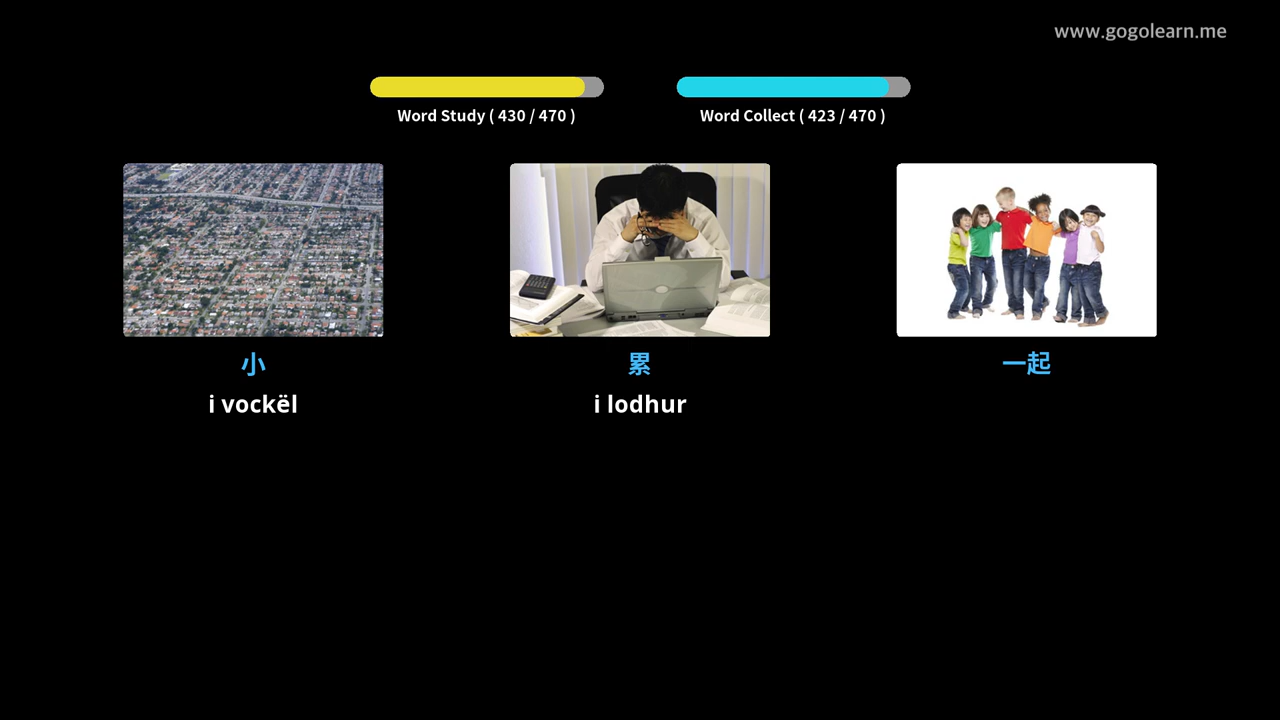 www.gogolearn.me
Word Study ( 430 / 470 )
Word Collect ( 423 / 470 )
小
i vockël
累
i lodhur
一起